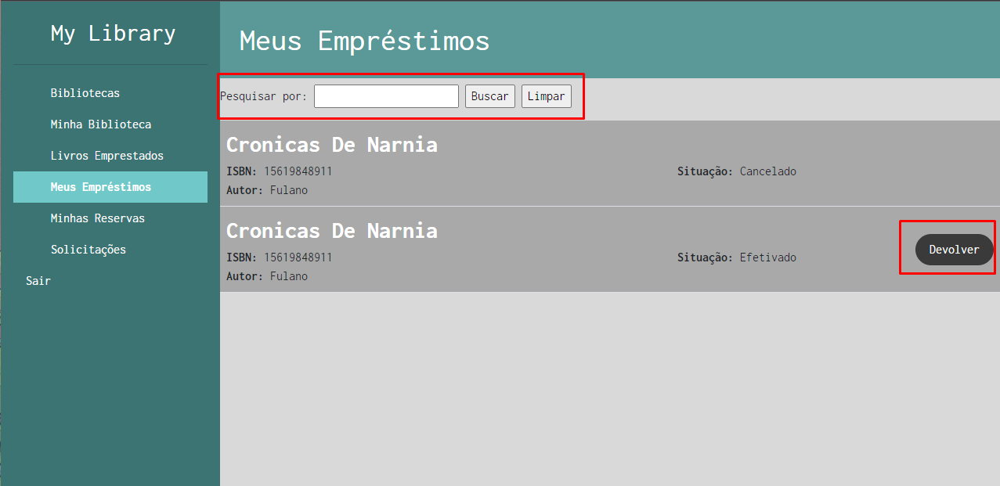 My Library
Bibliotecas
Minha Biblioteca
Livros Emprestados
Meus Empréstimos
Minhas Reservas
Solicitações
Sair
Meus Empréstimos
Pesquisar por: Buscar Limpar
Cronicas De Narnia
ISBN: 15619848911 Situação: Cancelado
Autor: Fulano
Cronicas De Narnia
Devolver
ISBN: 15619848911 Situação: Efetivado
Autor: Fulano